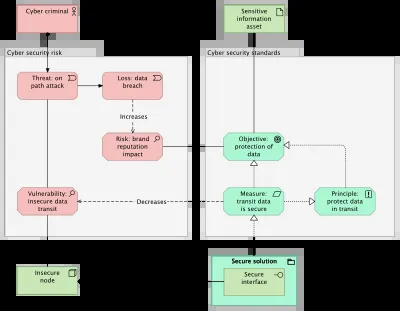 Cyber criminal
Sensitive
information
asset
Cyber security risk
Cyber security standards
Threat: on
path attack
Loss: data
breach
Increases
Risk: brand
reputation
impact
Objective:
protection of
data
Vulnerability:
insecure data
transit
Decreases
Measure:
transit data
is secure
Principle:
protect data
in transit
Insecure
node
Secure solution
Secure
interface